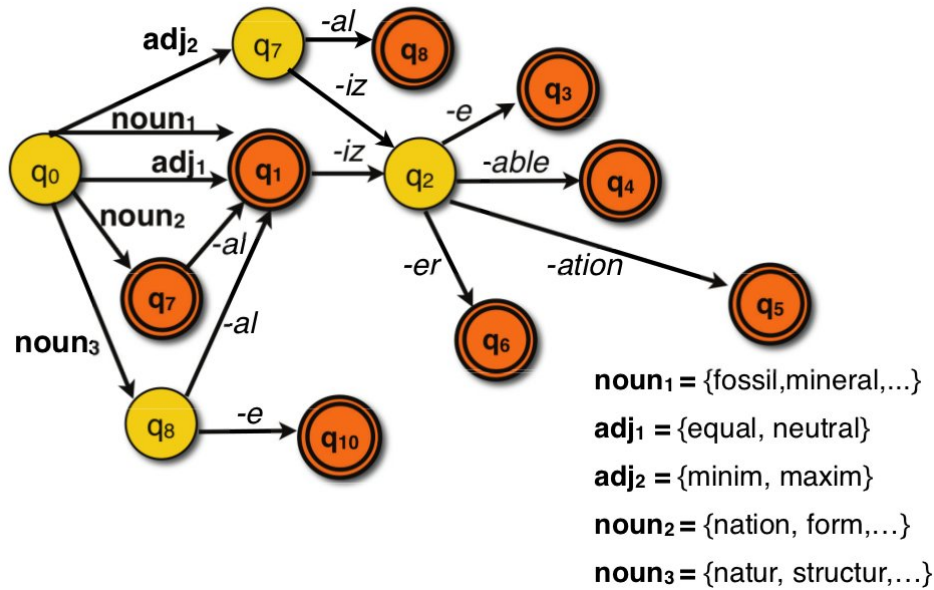 adj₂
q₇
-al
q₈
-iz
-e
q₃
noun₁
q₀
adj₁
q₁
-iz
q₂
-able
q₄
noun₂
-al
q₇
-er
-ation
q₅
noun₃
-al
q₆
q₈
-e
q₁₀
noun₁ = {fossil,mineral,...}
adj₁ = {equal, neutral}
adj₂ = {minim, maxim}
noun₂ = {nation, form,…}
noun₃ = {natur, structur,…}